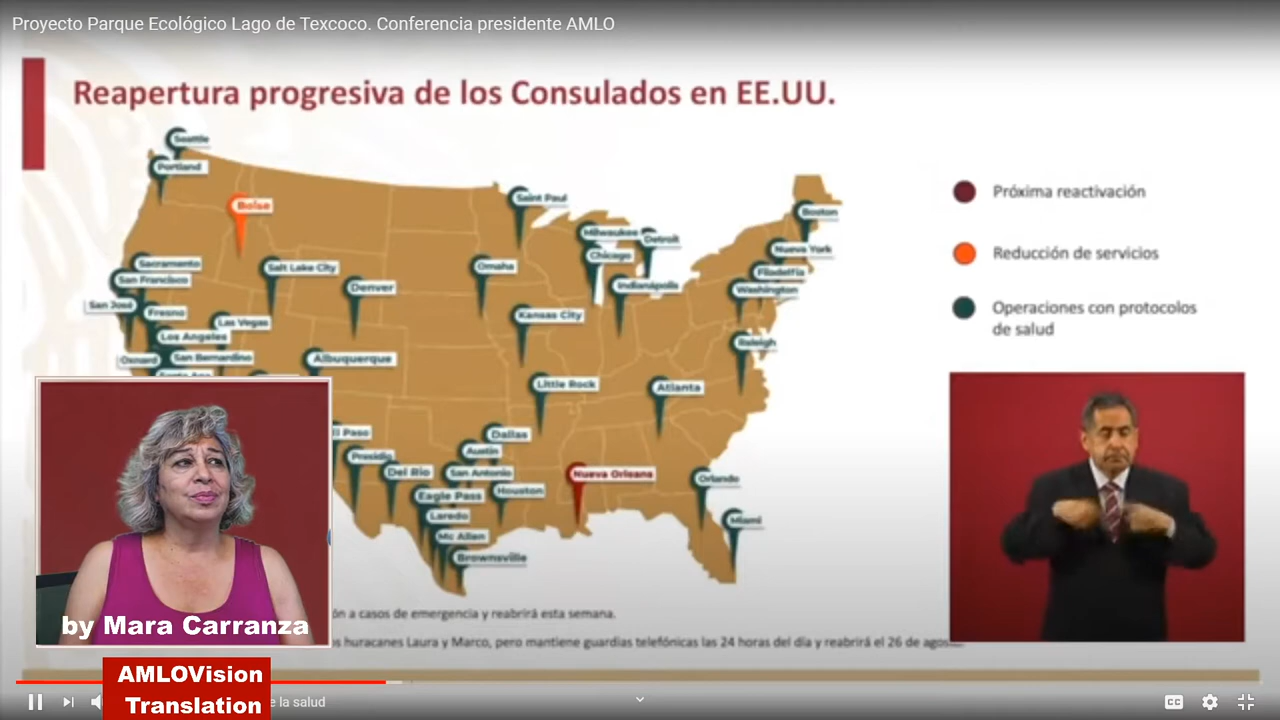 Proyecto Parque Ecológico Lago de Texcoco. Conferencia presidente AMLO
Reapertura progresiva de los Consulados en EE.UU.
Seattle
Portland
Boise
Saint Paul
Milwaukee
Detroit
Chicago
Boston
Nueva York
Filadelfia
Washington
Sacramento
San Francisco
Salt Lake City
Omaha
Indianápolis
Denver
San José
Fresno
Las Vegas
Kansas City
Los Angeles
Raleigh
Oxnard
San Bernardino
Albuquerque
Little Rock
Atlanta
Paso
Dallas
Presidio
Austin
Del Rio
San Antonio
Nueva Orleans
Orlando
Eagle Pass
Houston
Laredo
Miami
Mc Allen
Brownsville
Próxima reactivación
Reducción de servicios
Operaciones con protocolos
de salud
a casos de emergencia y reabrirá esta semana.
huracanes Laura y Marco, pero mantiene guardias telefónicas las 24 horas del día y reabrirá el 26 de
by Mara Carranza
AMLOVision
Translation
la salud
CC